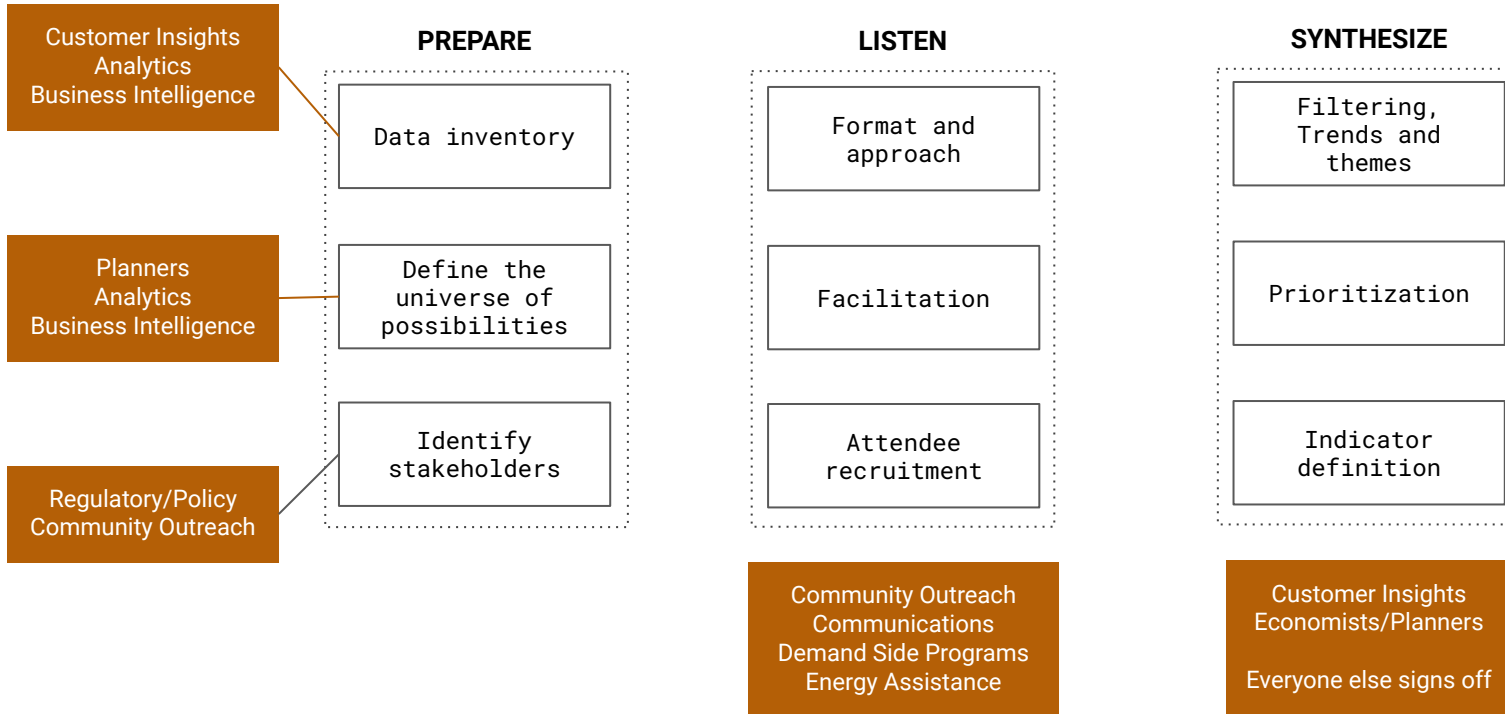 Customer Insights
Analytics
Business Intelligence
PREPARE
Data inventory
Planners
Analytics
Business Intelligence
Define the
universe of
possibilities
Regulatory/Policy
Community Outreach
Identify
stakeholders
LISTEN
Format and
approach
Facilitation
Attendee
recruitment
Community Outreach
Communications
Demand Side Programs
Energy Assistance
SYNTHESIZE
Filtering,
Trends and
themes
Prioritization
Indicator
definition
Customer Insights
Economists/Planners
Everyone else signs off